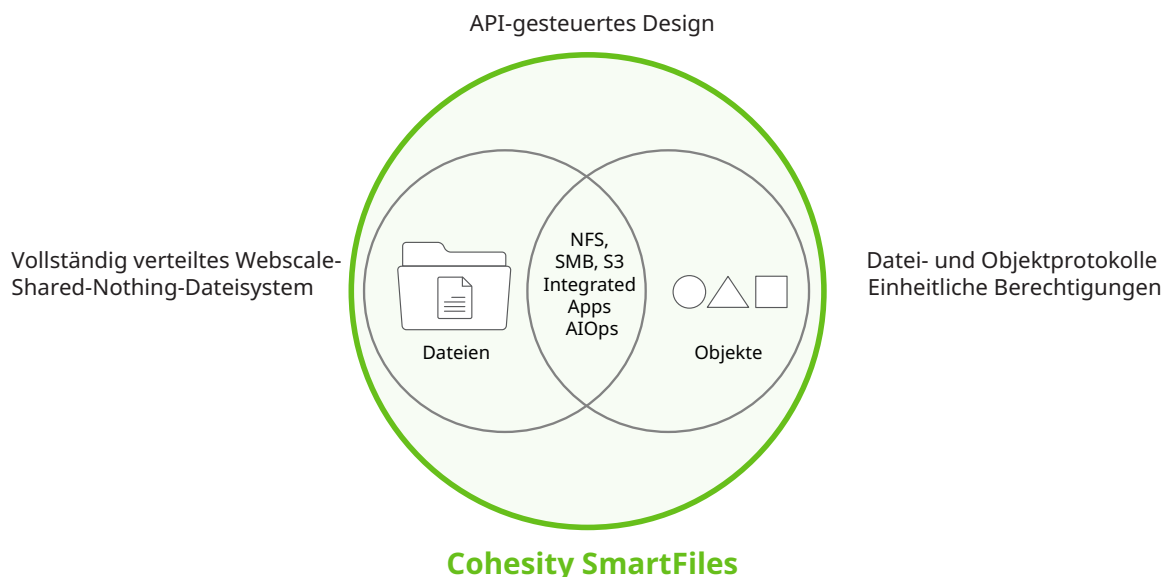 API-gesteuertes Design
Vollständig verteiltes Webscale-
Shared-Nothing-Dateisystem
NFS,
SMB, S3
Integrated
Apps
AIOps
Dateien
Objekte
Datei- und Objektprotokolle
Einheitliche Berechtigungen
Cohesity SmartFiles